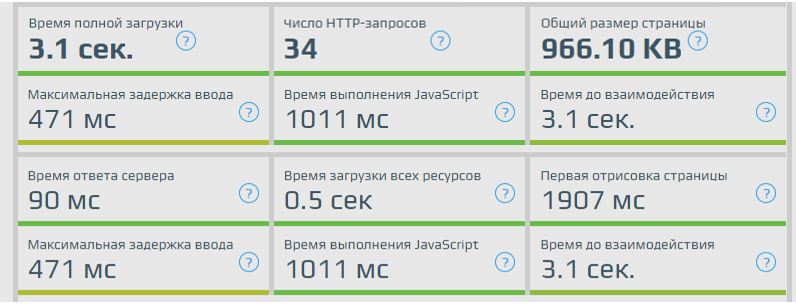 Время полной загрузки
3.1 сек. ?
Число HTTP-запросов
34 ?
Общий размер страницы
966.10 KB ?
Максимальная задержка ввода
471 мс ?
Время выполнения JavaScript
1011 мс ?
Время до взаимодействия
3.1 сек. ?
Время ответа сервера
90 мс ?
Время загрузки всех ресурсов
0.5 сек ?
Первая отрисовка страницы
1907 мс ?
Максимальная задержка ввода
471 мс ?
Время выполнения JavaScript
1011 мс ?
Время до взаимодействия
3.1 сек. ?